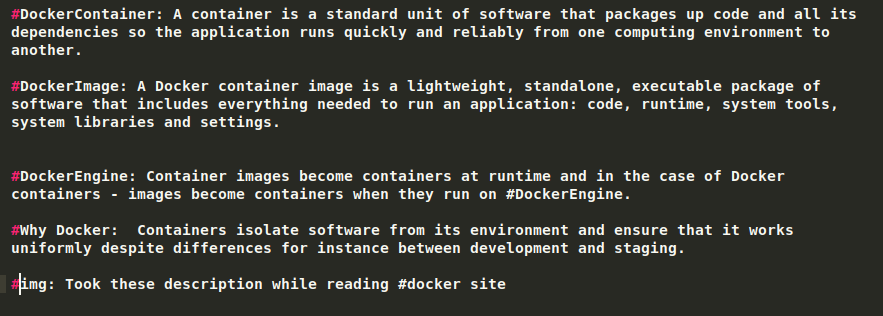 #DockerContainer: A container is a standard unit of software that packages up code and all its
dependencies so the application runs quickly and reliably from one computing environment to
another.
#DockerImage: A Docker container image is a lightweight, standalone, executable package of
software that includes everything needed to run an application: code, runtime, system tools,
system libraries and settings.
#DockerEngine: Container images become containers at runtime and in the case of Docker
containers - images become containers when they run on #DockerEngine.
#Why Docker:  Containers isolate software from its environment and ensure that it works
uniformly despite differences for instance between development and staging.
#img: Took these description while reading #docker site